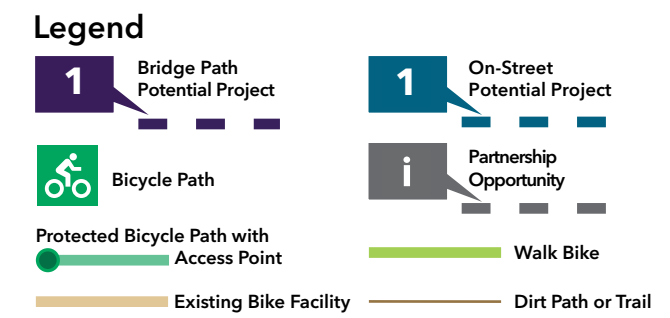 Legend
1
Bridge Path
Potential Project
1
On-Street
Potential Project
Bicycle Path
i
Partnership
Opportunity
Protected Bicycle Path with
Access Point
Walk Bike
Existing Bike Facility
Dirt Path or Trail